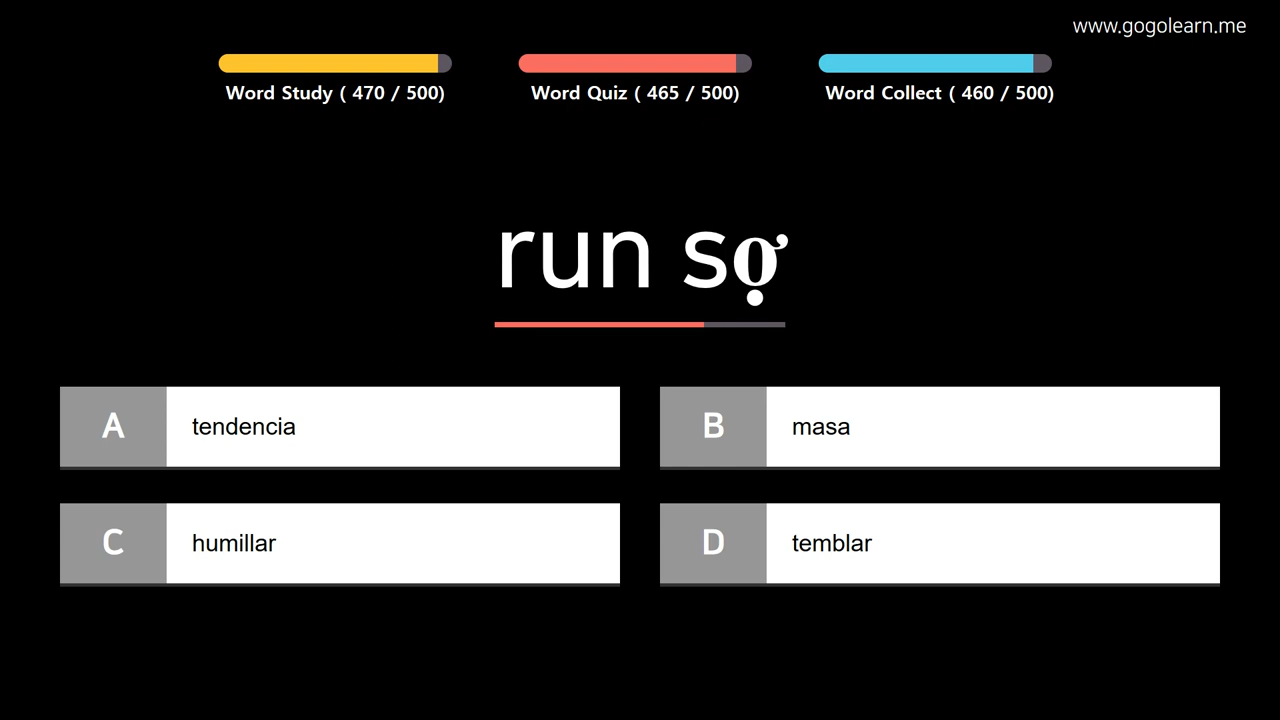 www.gogolearn.me
Word Study ( 470 / 500)
Word Quiz ( 465 / 500)
Word Collect ( 460 / 500)
run sợ
A tendencia
B masa
C humillar
D temblar